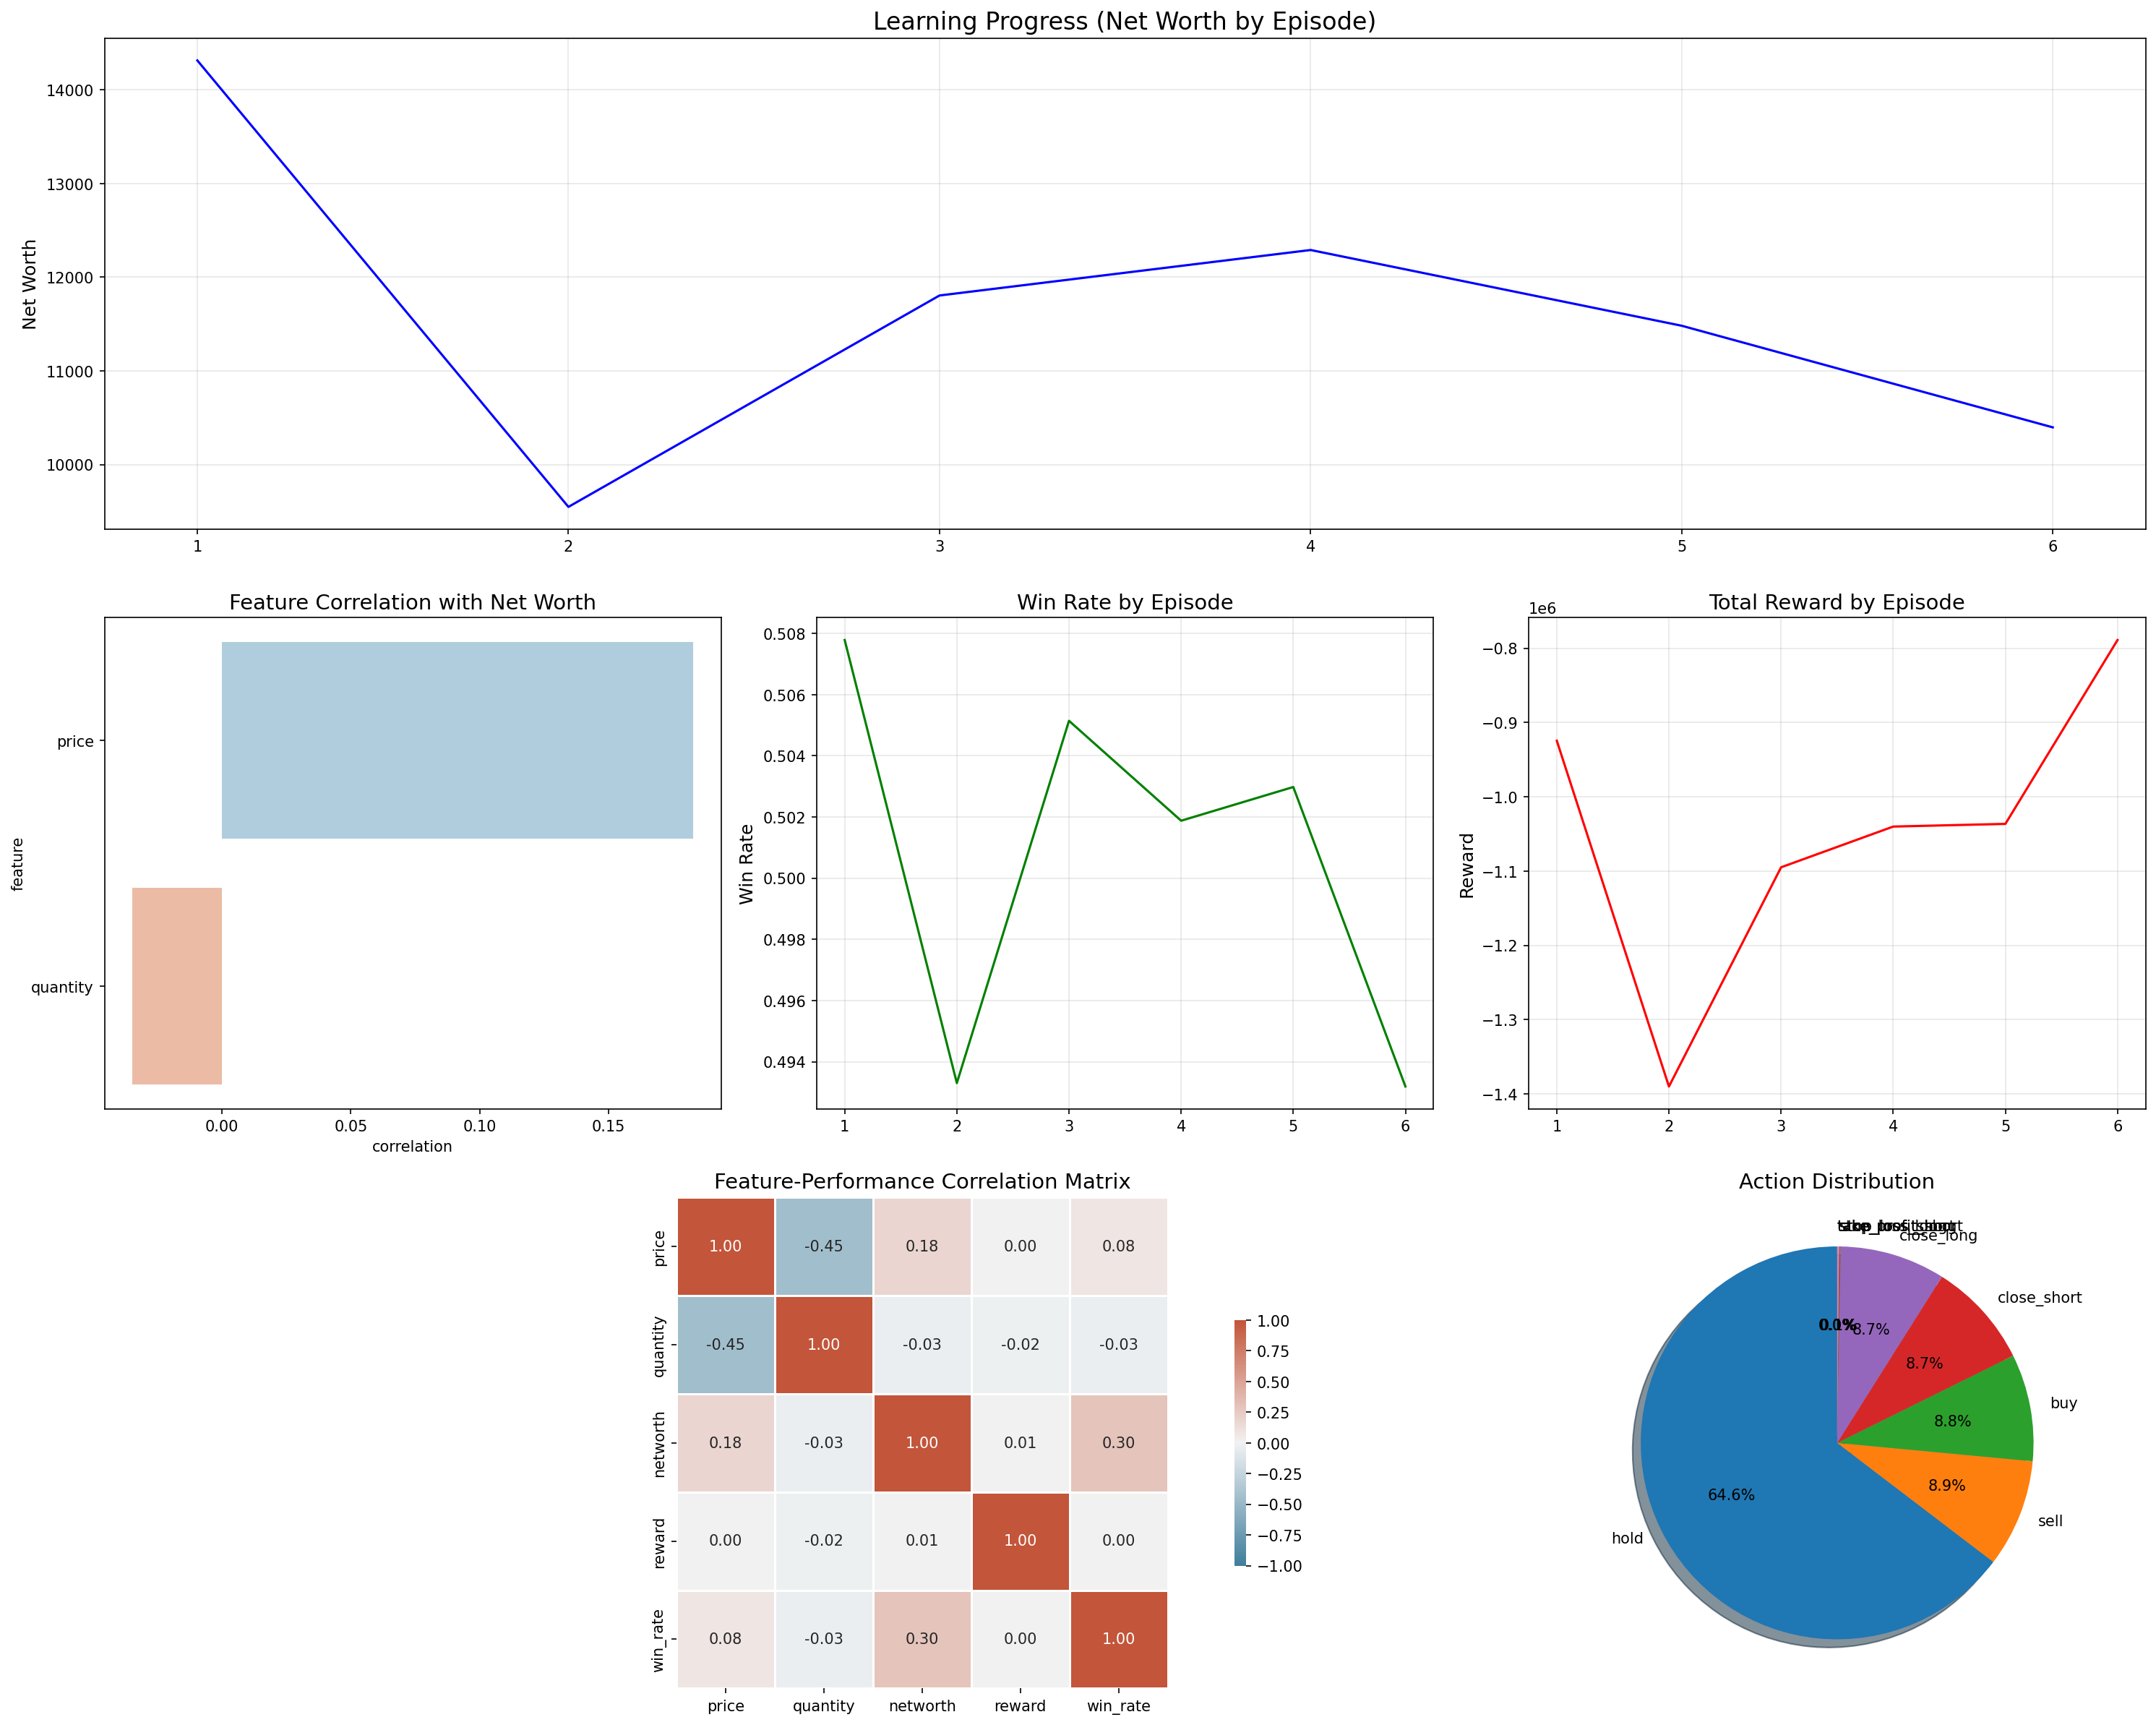 Learning Progress (Net Worth by Episode)
Net Worth
14000
13000
12000
11000
10000
1 2 3 4 5 6
Feature Correlation with Net Worth
feature
price
quantity
0.00 0.05 0.10 0.15
correlation
Win Rate by Episode
Win Rate
0.508
0.506
0.504
0.502
0.500
0.498
0.496
0.494
1 2 3 4 5 6
Total Reward by Episode
1e6
Reward
−0.8
−0.9
−1.0
−1.1
−1.2
−1.3
−1.4
1 2 3 4 5 6
Feature-Performance Correlation Matrix
price 1.00 -0.45 0.18 0.00 0.08
quantity -0.45 1.00 -0.03 -0.02 -0.03
networth 0.18 -0.03 1.00 0.01 0.30
reward 0.00 -0.02 0.01 1.00 0.00
win_rate 0.08 -0.03 0.30 0.00 1.00
price quantity networth reward win_rate
1.00
0.75
0.50
0.25
0.00
−0.25
−0.50
−0.75
−1.00
Action Distribution
close_long
8.7%
close_short
8.7%
buy
8.8%
sell
8.9%
hold
64.6%